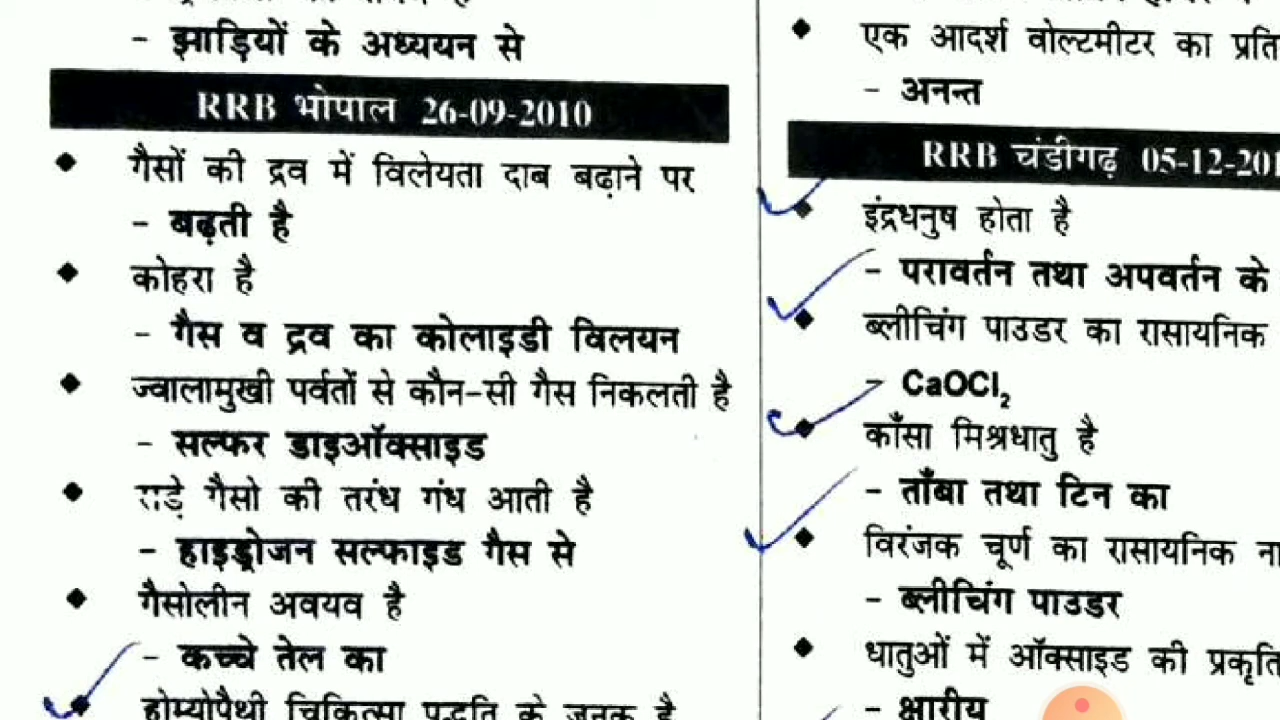 - झाड़ियों के अध्ययन से
RRB भोपाल 26-09-2010
◆ गैसों की द्रव में विलेयता दाब बढ़ाने पर
- बढ़ती है
◆ कोहरा है
- गैस व द्रव का कोलाइडी विलयन
◆ ज्वालामुखी पर्वतों से कौन-सी गैस निकलती है
- सल्फर डाइऑक्साइड
◆ गैसो की तरंध गंध आती है
- हाइड्रोजन सल्फाइड गैस से
◆ गैसोलीन अवयव है
- कच्चे तेल का
◆ होम्योपैथी चिकित्सा पद्धति के जनक है
◆ एक आदर्श वोल्टमीटर का प्रति
- अनन्त
RRB चंडीगढ़ 05-12-201
◆ इंद्रधनुष होता है
- परावर्तन तथा अपवर्तन के
◆ ब्लीचिंग पाउडर का रासायनिक
- CaOCl₂
◆ काँसा मिश्रधातु है
- ताँबा तथा टिन का
◆ विरंजक चूर्ण का रासायनिक ना
- ब्लीचिंग पाउडर
◆ धातुओं में ऑक्साइड की प्रकृति
- क्षारीय